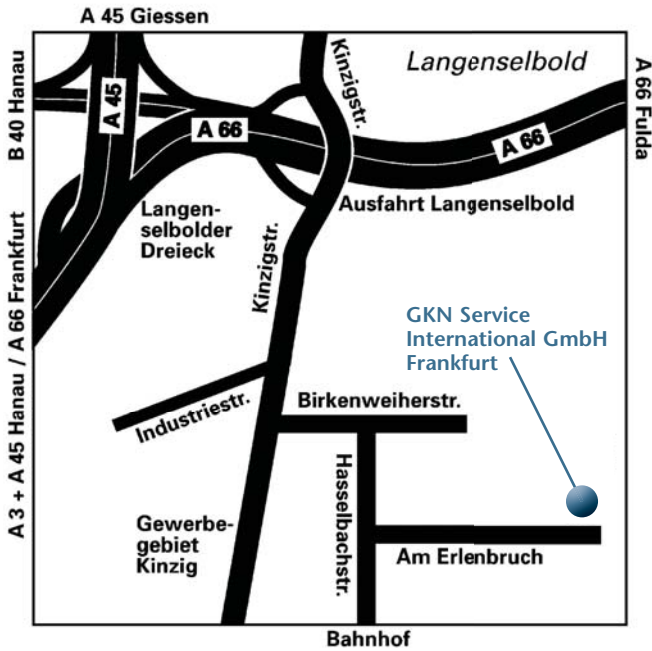 A 45 Giessen
Kinzigstr.
Langenselbold
B 40 Hanau
A 45
A 66
A 66
A 66 Fulda
Langen-
selbolder
Dreieck
Ausfahrt Langenselbold
Kinzigstr.
A 3 + A 45 Hanau / A 66 Frankfurt
GKN Service
International GmbH
Frankfurt
Industriestr.
Birkenweiherstr.
Hasselbachstr.
Gewerbe-
gebiet
Kinzig
Am Erlenbruch
Bahnhof